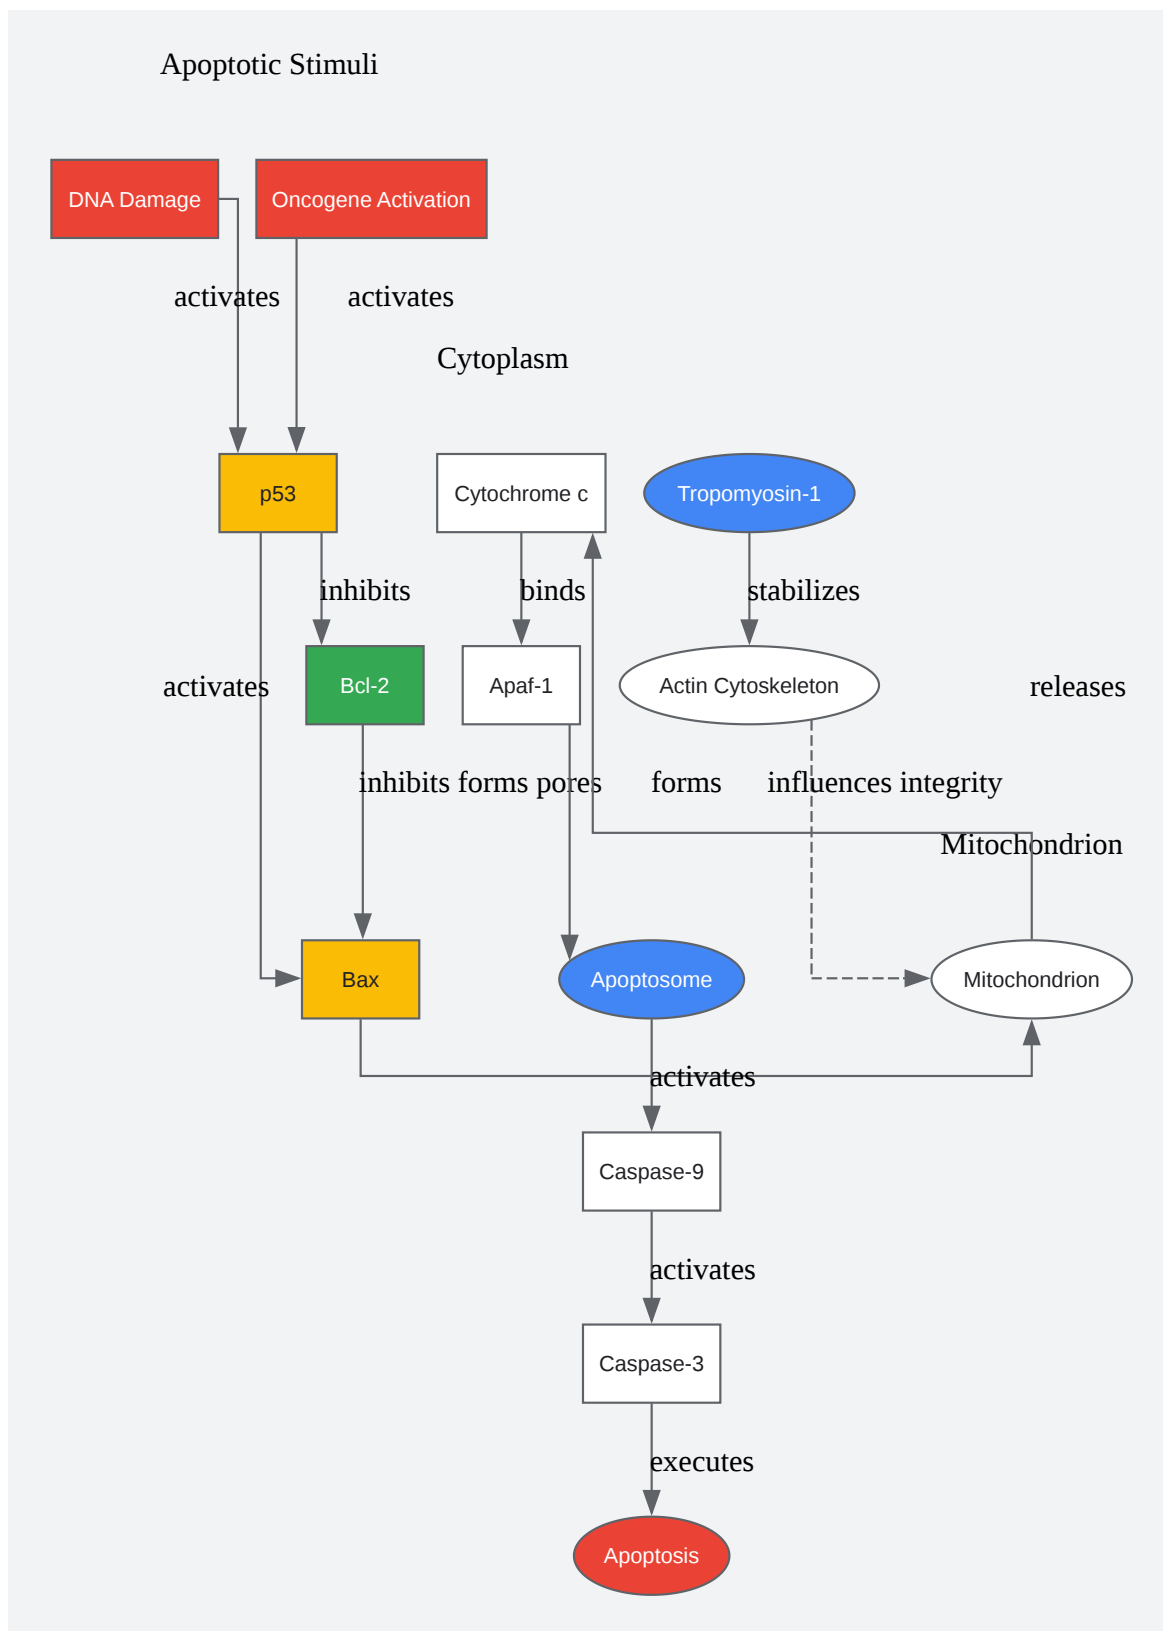 Apoptotic Stimuli
DNA Damage
Oncogene Activation
activates
activates
Cytoplasm
p53
Cytochrome c
Tropomyosin-1
inhibits
binds
stabilizes
activates
Bcl-2
Apaf-1
Actin Cytoskeleton
releases
inhibits
forms pores
forms
influences integrity
Mitochondrion
Bax
Apoptosome
Mitochondrion
activates
Caspase-9
activates
Caspase-3
executes
Apoptosis